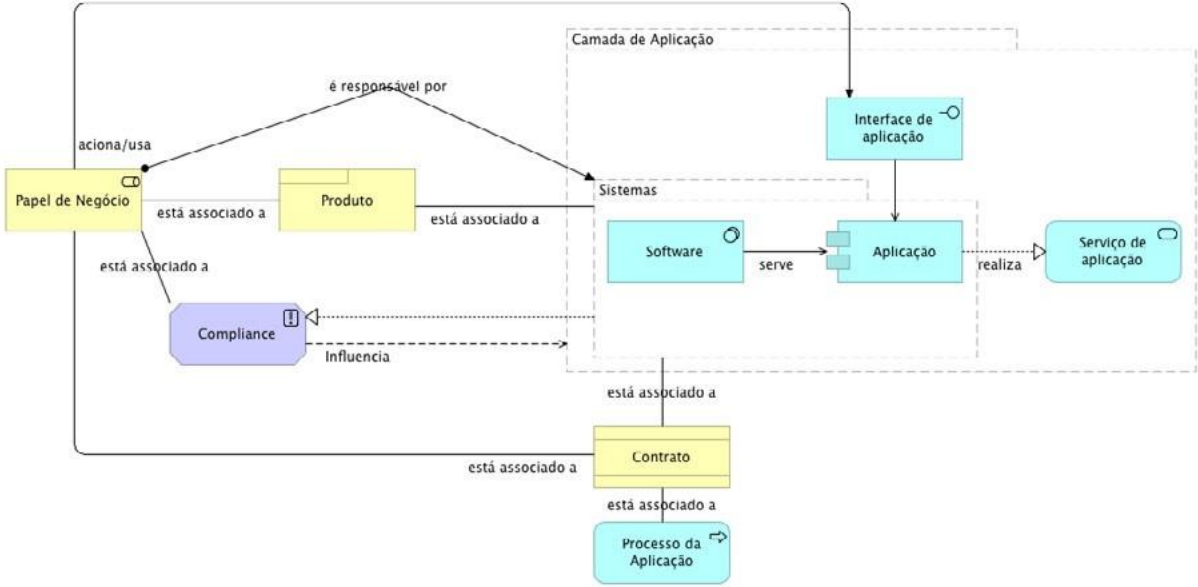 Camada de Aplicação
é responsável por
Interface de
aplicação
aciona/usa
Sistemas
Papel de Negócio
Produto
está associado a
está associado a
Software
serve
Aplicação
realiza
Serviço de
aplicação
está associado a
Compliance
Influencia
está associado a
Contrato
está associado a
está associado a
Processo da
Aplicação